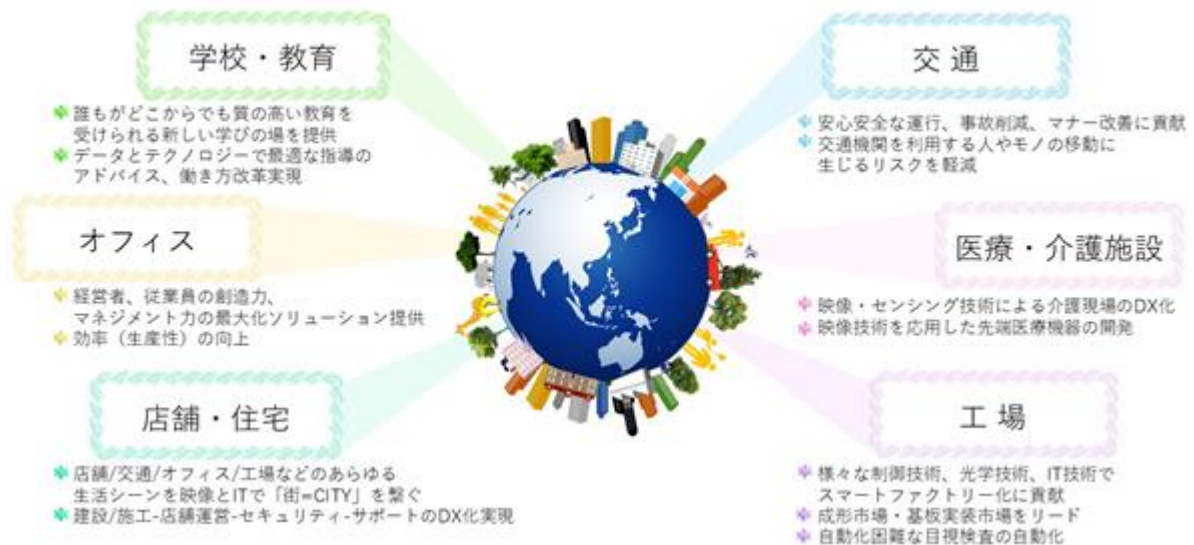 学校・教育
誰もがどこからでも質の高い教育を
受けられる新しい学びの場を提供
データとテクノロジーで最適な指導の
アドバイス、働き方改革実現
オフィス
経営者、従業員の創造力、
マネジメント力の最大化ソリューション提供
効率（生産性）の向上
店舗・住宅
店舗/交通/オフィス/工場などのあらゆる
生活シーンを映像とITで「街=CITY」を繋ぐ
建設/施工-店舗運営-セキュリティ-サポートのDX化実現
交 通
安心安全な運行、事故削減、マナー改善に貢献
交通機関を利用する人やモノの移動に
生じるリスクを軽減
医療・介護施設
映像・センシング技術による介護現場のDX化
映像技術を応用した先端医療機器の開発
工 場
様々な制御技術、光学技術、IT技術で
スマートファクトリー化に貢献
成形市場・基板実装市場をリード
自動化困難な目視検査の自動化